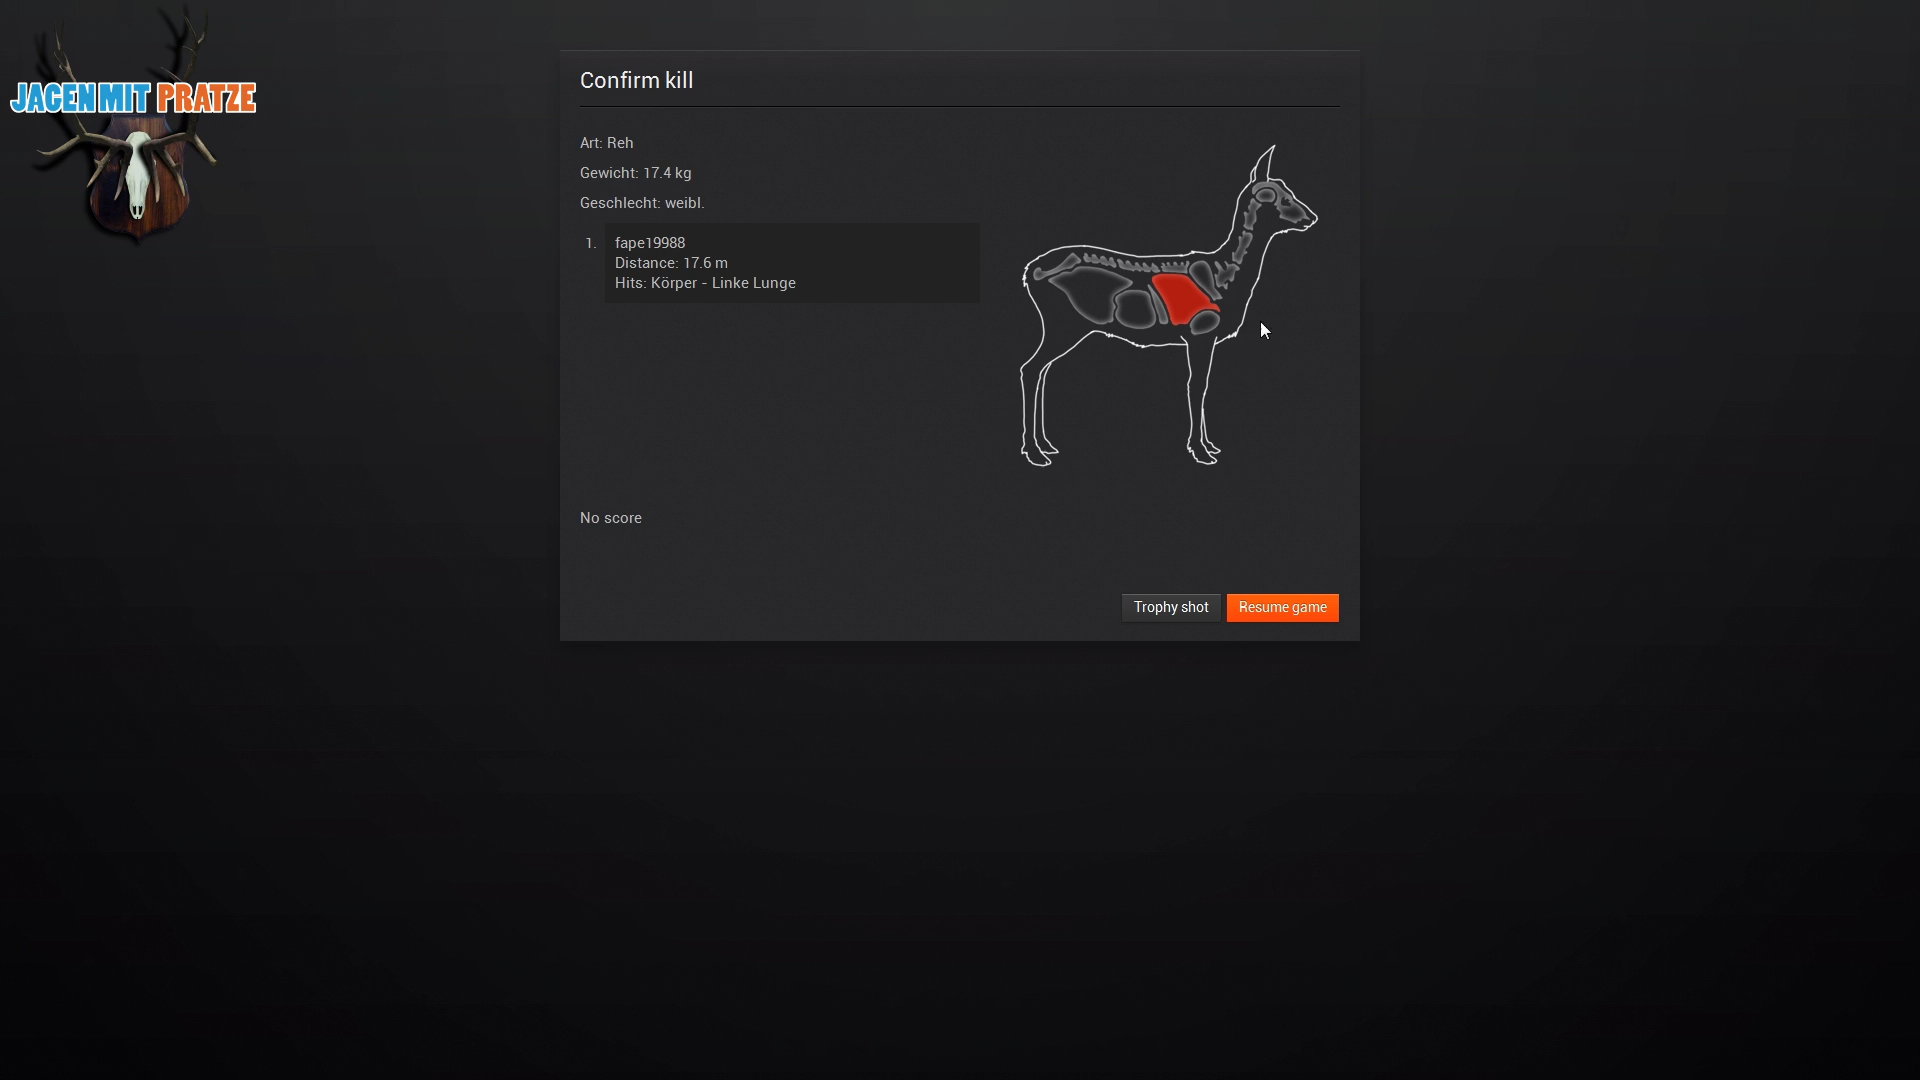 JAGEN MIT PRATZE
Confirm kill
Art: Reh
Gewicht: 17.4 kg
Geschlecht: weibl.
1. fape19988
Distance: 17.6 m
Hits: Körper - Linke Lunge
No score
Trophy shot Resume game